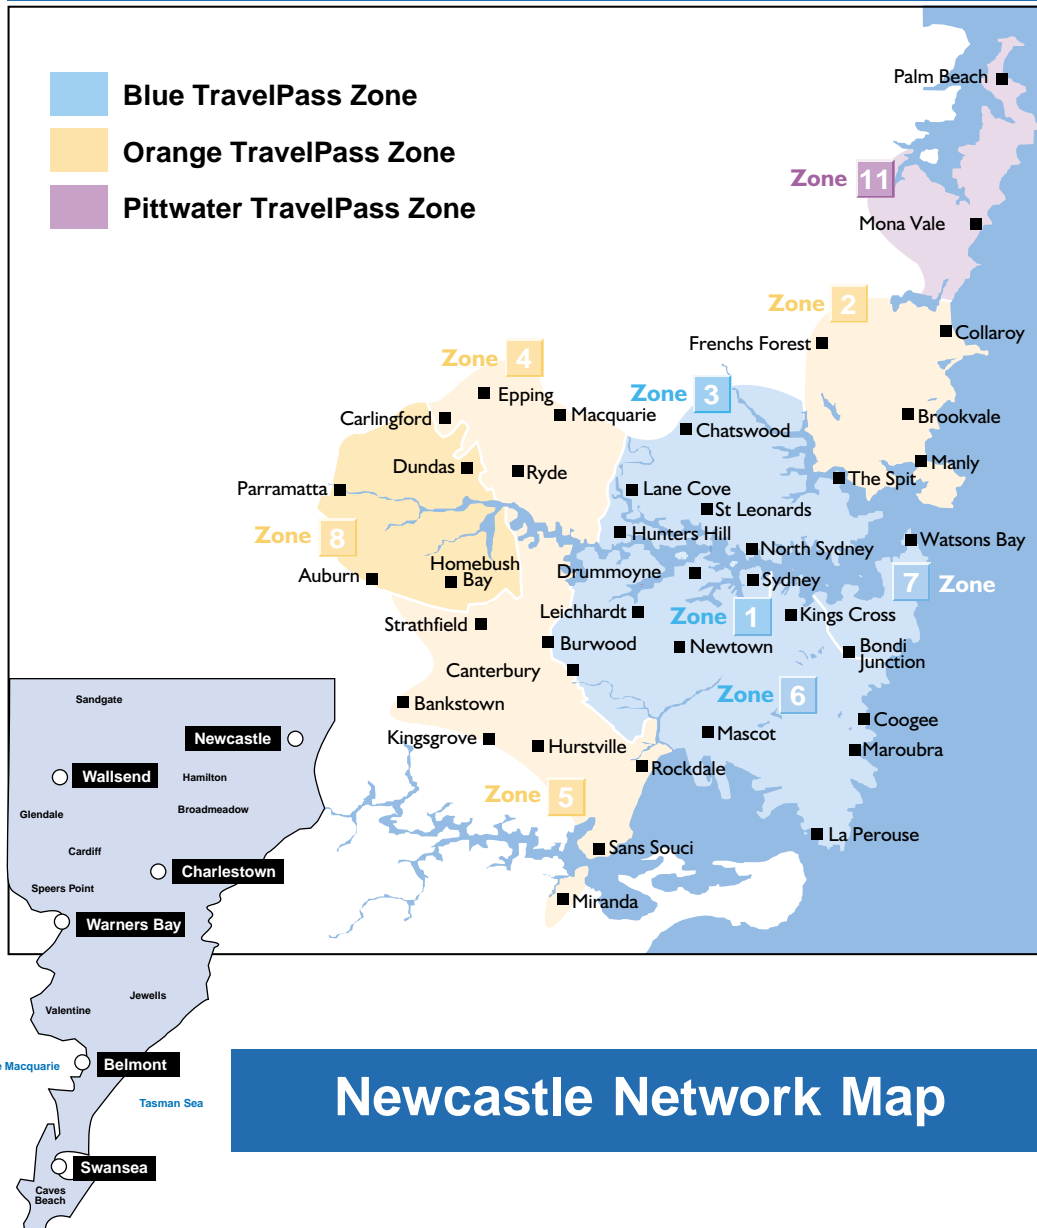 Blue TravelPass Zone
Orange TravelPass Zone
Pittwater TravelPass Zone
Palm Beach
Zone 11
Mona Vale
Zone 2
Collaroy
Frenchs Forest
Zone 4
Epping
Zone 3
Carlingford
Macquarie
Chatswood
Brookvale
Dundas
Ryde
Manly
The Spit
Parramatta
Lane Cove
St Leonards
Zone 8
Hunters Hill
North Sydney
Watsons Bay
Homebush
Bay
Auburn
Drummoyne
Sydney
7 Zone
Leichhardt
Zone 1
Kings Cross
Strathfield
Burwood
Newtown
Bondi
Junction
Canterbury
Zone 6
Bankstown
Coogee
Kingsgrove
Hurstville
Mascot
Maroubra
Rockdale
Zone 5
La Perouse
Sans Souci
Miranda
Sandgate
Newcastle
Wallsend
Hamilton
Glendale
Broadmeadow
Cardiff
Charlestown
Speers Point
Warners Bay
Jewells
Valentine
Macquarie
Belmont
Tasman Sea
Swansea
Caves
Beach
Newcastle Network Map